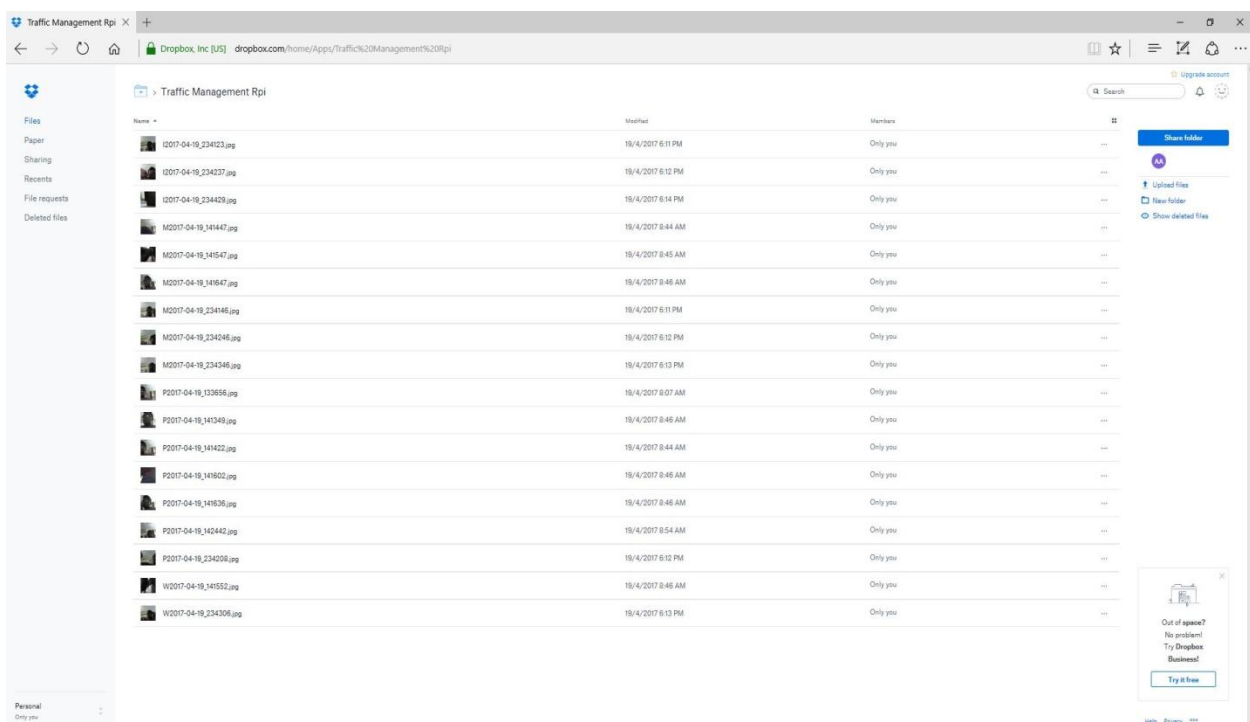 Traffic Management Rpi
Dropbox, Inc [US] dropbox.com/home/Apps/Traffic%20Management%20Rpi
Upgrade account
> Traffic Management Rpi
Search
Files
Paper
Sharing
Recents
File requests
Deleted files
Name Modified Members
I2017-04-19_234123.jpg 19/4/2017 6:11 PM Only you ...
I2017-04-19_234237.jpg 19/4/2017 6:12 PM Only you ...
I2017-04-19_234429.jpg 19/4/2017 6:14 PM Only you ...
M2017-04-19_141447.jpg 19/4/2017 8:44 AM Only you ...
M2017-04-19_141547.jpg 19/4/2017 8:45 AM Only you ...
M2017-04-19_141647.jpg 19/4/2017 8:46 AM Only you ...
M2017-04-19_234146.jpg 19/4/2017 6:11 PM Only you ...
M2017-04-19_234246.jpg 19/4/2017 6:12 PM Only you ...
M2017-04-19_234346.jpg 19/4/2017 6:13 PM Only you ...
P2017-04-19_133656.jpg 19/4/2017 8:07 AM Only you ...
P2017-04-19_141349.jpg 19/4/2017 8:46 AM Only you ...
P2017-04-19_141422.jpg 19/4/2017 8:44 AM Only you ...
P2017-04-19_141602.jpg 19/4/2017 8:46 AM Only you ...
P2017-04-19_141636.jpg 19/4/2017 8:46 AM Only you ...
P2017-04-19_142442.jpg 19/4/2017 8:54 AM Only you ...
P2017-04-19_234208.jpg 19/4/2017 6:12 PM Only you ...
W2017-04-19_141552.jpg 19/4/2017 8:46 AM Only you ...
W2017-04-19_234306.jpg 19/4/2017 6:13 PM Only you ...
Share folder
AA
Upload files
New folder
Show deleted files
Out of space?
No problem!
Try Dropbox
Business!
Try it free
Personal
Only you
Help Privacy